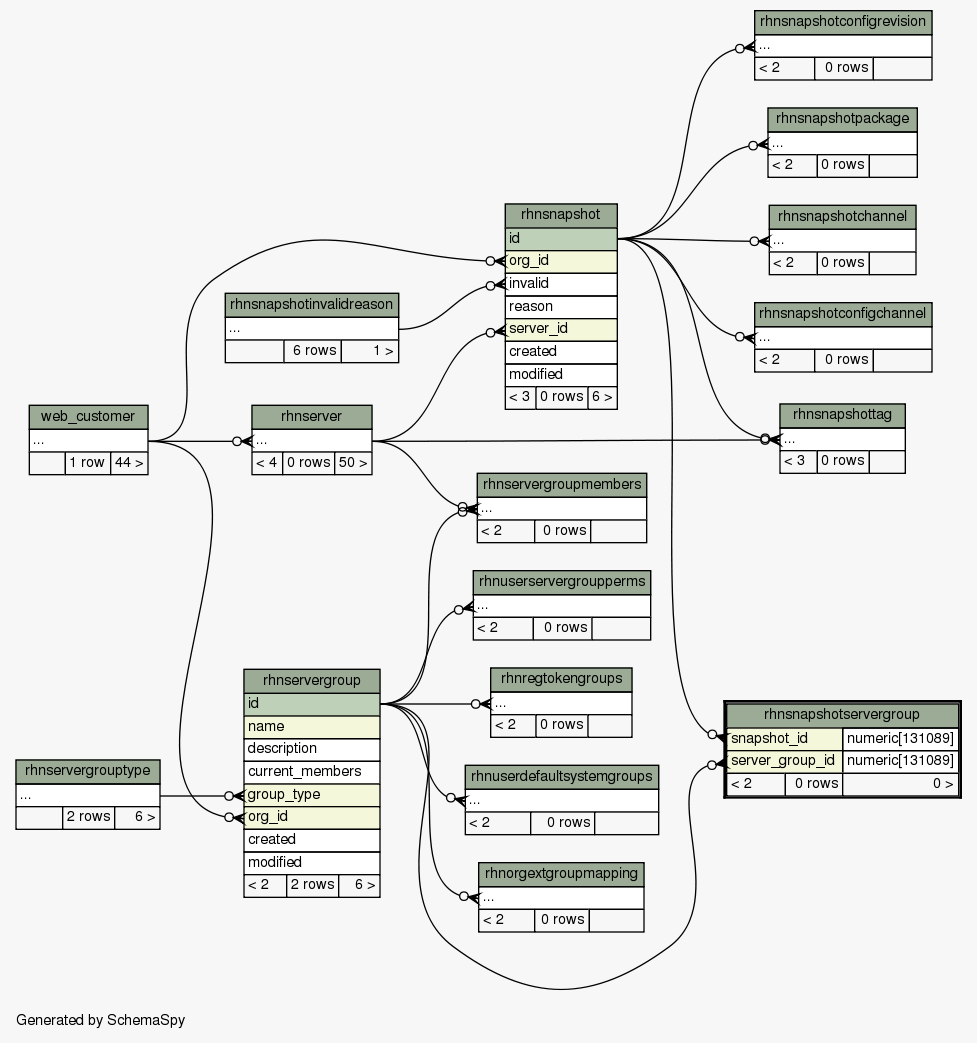 rhnsnapshotconfigrevision
...
< 2 0 rows
rhnsnapshotpackage
...
< 2 0 rows
rhnsnapshotchannel
...
< 2 0 rows
rhnsnapshotconfigchannel
...
< 2 0 rows
rhnsnapshottag
...
< 3 0 rows
rhnsnapshot
id
org_id
invalid
reason
server_id
created
modified
< 3 0 rows 6 >
rhnsnapshotinvalidreason
...
6 rows 1 >
web_customer
...
1 row 44 >
rhnserver
...
< 4 0 rows 50 >
rhnservergroupmembers
...
< 2 0 rows
rhnuserservergroupperms
...
< 2 0 rows
rhnregtokengroups
...
< 2 0 rows
rhnuserdefaultsystemgroups
...
< 2 0 rows
rhnorgextgroupmapping
...
< 2 0 rows
rhnservergroup
id
name
description
current_members
group_type
org_id
created
modified
< 2 2 rows 6 >
rhnservergrouptype
...
2 rows 6 >
rhnsnapshotservergroup
snapshot_id numeric[131089]
server_group_id numeric[131089]
< 2 0 rows 0 >
Generated by SchemaSpy